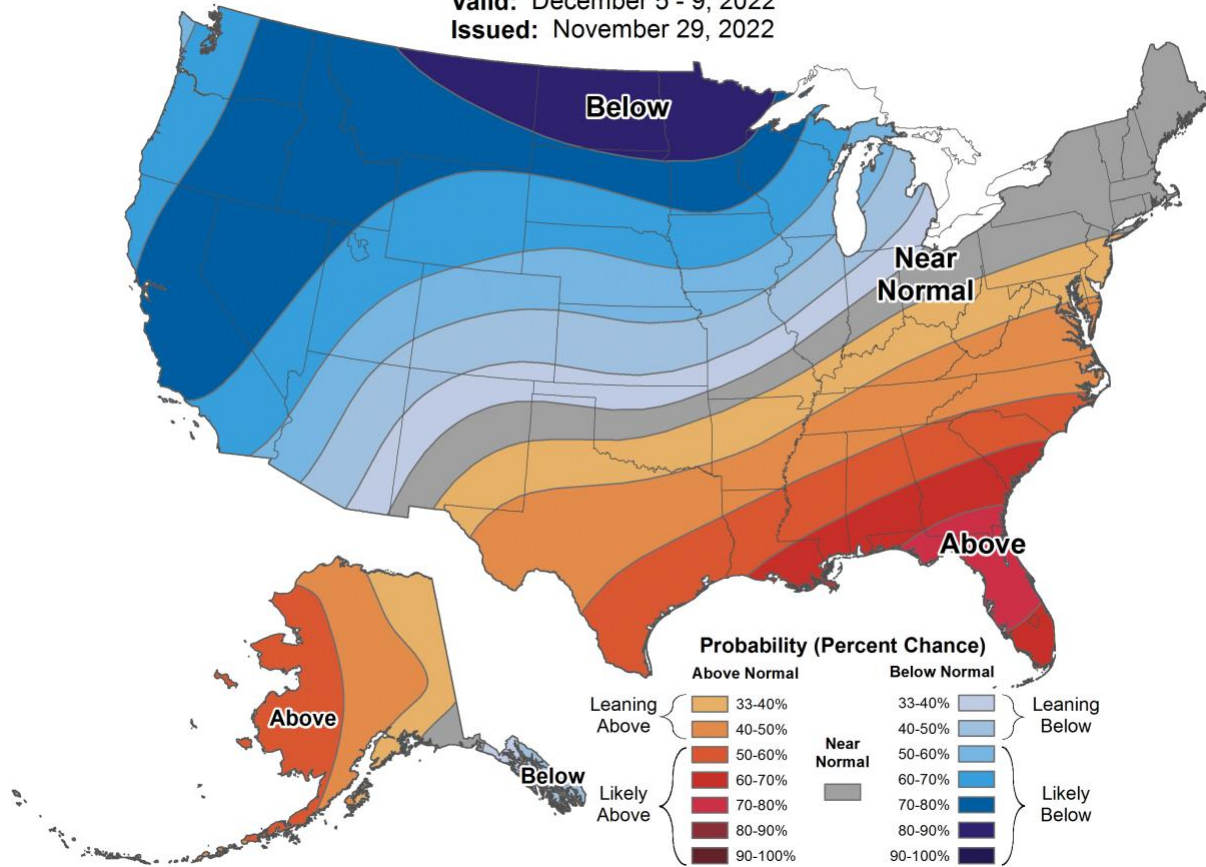 Valid: December 5 - 9, 2022
Issued: November 29, 2022
Below
Near
Normal
Above
Above
Below
Probability (Percent Chance)
Above Normal
Below Normal
Leaning
Above
33-40%
40-50%
Likely
Above
50-60%
60-70%
70-80%
80-90%
90-100%
Near
Normal
33-40%
40-50%
Leaning
Below
50-60%
60-70%
70-80%
80-90%
90-100%
Likely
Below